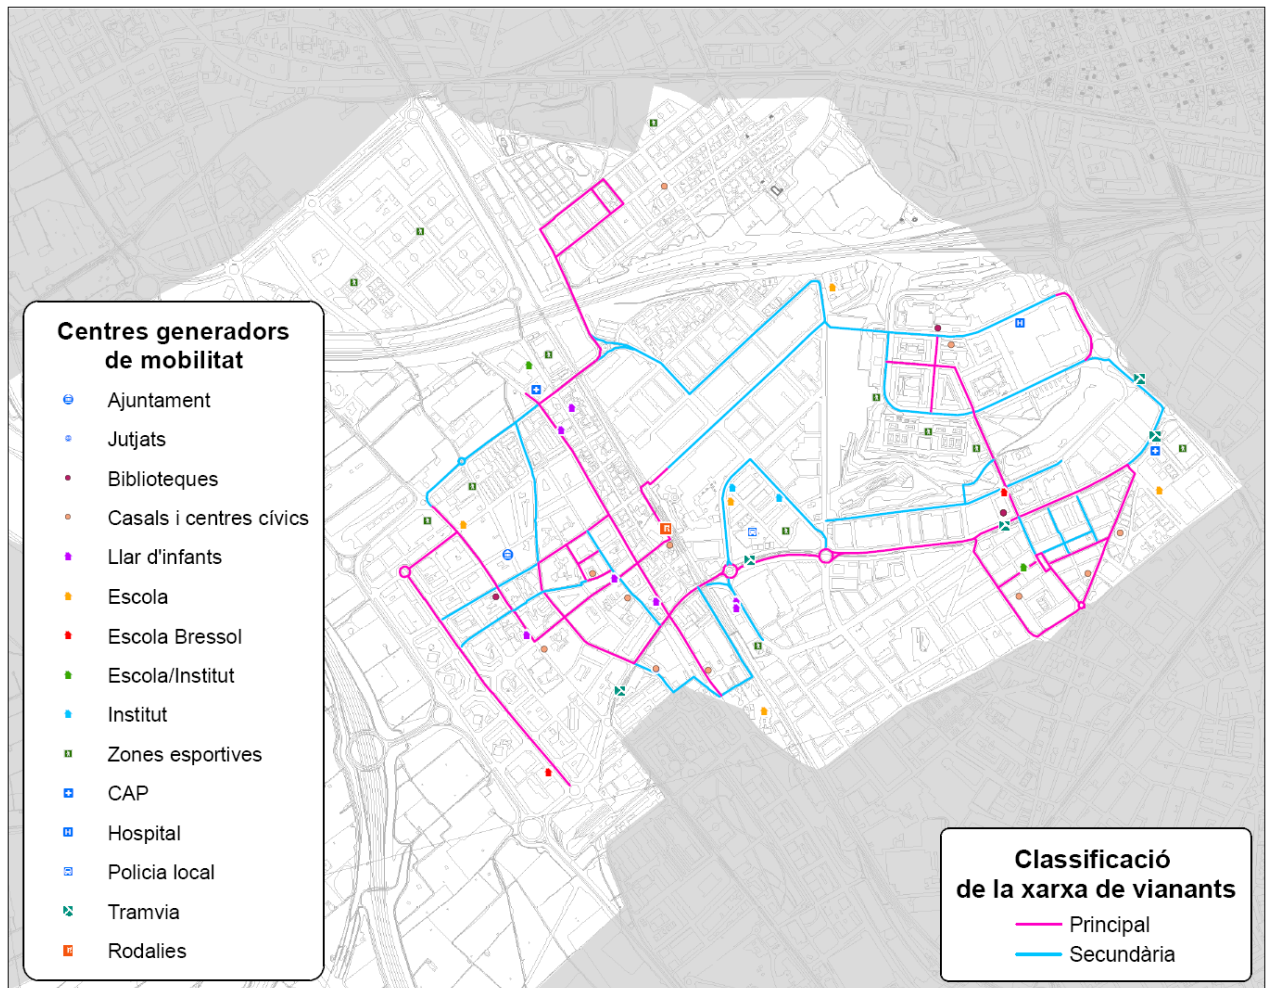 Centres generadors
de mobilitat
Ajuntament
Jutjats
Biblioteques
Casals i centres cívics
Llar d'infants
Escola
Escola Bressol
Escola/Institut
Institut
Zones esportives
CAP
Hospital
Policia local
Tramvia
Rodalies
Classificació
de la xarxa de vianants
Principal
Secundària